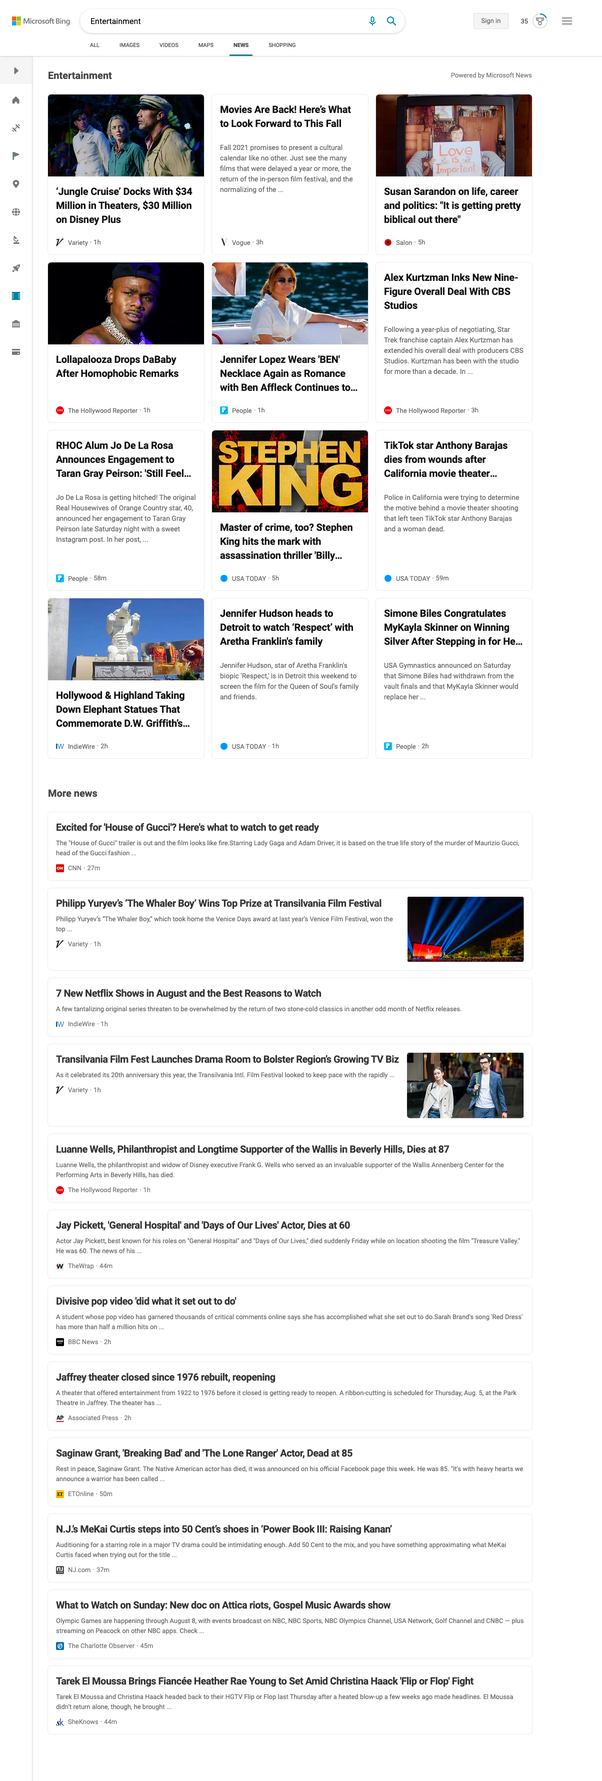 Microsoft Bing
Entertainment
Sign in
35
ALL
IMAGES
VIDEOS
MAPS
NEWS
SHOPPING
Entertainment
Powered by Microsoft News
'Jungle Cruise' Docks With $34
Million in Theaters, $30 Million
on Disney Plus
Variety · 1h
Movies Are Back! Here's What
to Look Forward to This Fall
Fall 2021 promises to present a cultural
calendar like no other. Just see the many
films that were delayed a year or more, the
return of the in-person film festival, and the
normalizing of the ...
Vogue · 3h
Love
is
Important
Susan Sarandon on life, career
and politics: "It is getting pretty
biblical out there"
Salon · 5h
Lollapalooza Drops DaBaby
After Homophobic Remarks
The Hollywood Reporter · 1h
Jennifer Lopez Wears 'BEN'
Necklace Again as Romance
with Ben Affleck Continues to...
People · 1h
Alex Kurtzman Inks New Nine-
Figure Overall Deal With CBS
Studios
Following a year-plus of negotiating, Star
Trek franchise captain Alex Kurtzman has
extended his overall deal with producers CBS
Studios. Kurtzman has been with the studio
for more than a decade. In ...
The Hollywood Reporter · 3h
RHOC Alum Jo De La Rosa
Announces Engagement to
Taran Gray Peirson: 'Still Feel...
Jo De La Rosa is getting hitched! The original
Real Housewives of Orange Country star, 40,
announced her engagement to Taran Gray
Peirson late Saturday night with a sweet
Instagram post. In her post, ...
People · 58m
STEPHEN
KING
Master of crime, too? Stephen
King hits the mark with
assassination thriller 'Billy...
USA TODAY · 5h
TikTok star Anthony Barajas
dies from wounds after
California movie theater...
Police in California were trying to determine
the motive behind a movie theater shooting
that left teen TikTok star Anthony Barajas
and a woman dead.
USA TODAY · 59m
Hollywood & Highland Taking
Down Elephant Statues That
Commemorate D.W. Griffith's...
IndieWire · 2h
Jennifer Hudson heads to
Detroit to watch 'Respect' with
Aretha Franklin's family
Jennifer Hudson, star of Aretha Franklin's
biopic 'Respect,' is in Detroit this weekend to
screen the film for the Queen of Soul's family
and friends.
USA TODAY · 1h
Simone Biles Congratulates
MyKayla Skinner on Winning
Silver After Stepping in for He...
USA Gymnastics announced on Saturday
that Simone Biles had withdrawn from the
vault finals and that MyKayla Skinner would
replace her ...
People · 2h
More news
Excited for 'House of Gucci'? Here's what to watch to get ready
The "House of Gucci" trailer is out and the film looks like fire.Starring Lady Gaga and Adam Driver, it is based on the true life story of the murder of Maurizio Gucci,
head of the Gucci fashion ...
CNN · 27m
Philipp Yuryev's 'The Whaler Boy' Wins Top Prize at Transilvania Film Festival
Philipp Yuryev's "The Whaler Boy," which took home the Venice Days award at last year's Venice Film Festival, won the
top ...
Variety · 1h
7 New Netflix Shows in August and the Best Reasons to Watch
A few tantalizing original series threaten to be overwhelmed by the return of two stone-cold classics in another odd month of Netflix releases.
IndieWire · 1h
Transilvania Film Fest Launches Drama Room to Bolster Region's Growing TV Biz
As it celebrated its 20th anniversary this year, the Transilvania Intl. Film Festival looked to keep pace with the rapidly ...
Variety · 1h
Luanne Wells, Philanthropist and Longtime Supporter of the Wallis in Beverly Hills, Dies at 87
Luanne Wells, the philanthropist and widow of Disney executive Frank G. Wells who served as an invaluable supporter of the Wallis Annenberg Center for the
Performing Arts in Beverly Hills, has died.
The Hollywood Reporter · 1h
Jay Pickett, 'General Hospital' and 'Days of Our Lives' Actor, Dies at 60
Actor Jay Pickett, best known for his roles on "General Hospital" and "Days of Our Lives," died suddenly Friday while on location shooting the film "Treasure Valley."
He was 60. The news of his ...
TheWrap · 44m
Divisive pop video 'did what it set out to do'
A student whose pop video has garnered thousands of critical comments online says she has accomplished what she set out to do.Sarah Brand's song 'Red Dress'
has more than half a million hits on ...
BBC News · 2h
Jaffrey theater closed since 1976 rebuilt, reopening
A theater that offered entertainment from 1922 to 1976 before it closed is getting ready to reopen. A ribbon-cutting is scheduled for Thursday, Aug. 5, at the Park
Theatre in Jaffrey. The theater has ...
AP Associated Press · 2h
Saginaw Grant, 'Breaking Bad' and 'The Lone Ranger' Actor, Dead at 85
Rest in peace, Saginaw Grant. The Native American actor has died, it was announced on his official Facebook page this week. He was 85. "It's with heavy hearts we
announce a warrior has been called ...
ET ETOnline · 50m
N.J.'s MeKai Curtis steps into 50 Cent's shoes in 'Power Book III: Raising Kanan'
Auditioning for a starring role in a major TV drama could be intimidating enough. Add 50 Cent to the mix, and you have something approximating what MeKai
Curtis faced when trying out for the title ...
NJ.com · 37m
What to Watch on Sunday: New doc on Attica riots, Gospel Music Awards show
Olympic Games are happening through August 8, with events broadcast on NBC, NBC Sports, NBC Olympics Channel, USA Network, Golf Channel and CNBC — plus
streaming on Peacock on other NBC apps. Check ...
The Charlotte Observer · 45m
Tarek El Moussa Brings Fiancée Heather Rae Young to Set Amid Christina Haack 'Flip or Flop' Fight
Tarek El Moussa and Christina Haack headed back to their HGTV Flip or Flop last Thursday after a heated blow-up a few weeks ago made headlines. El Moussa
didn't return alone, though, he brought ...
sk SheKnows · 44m